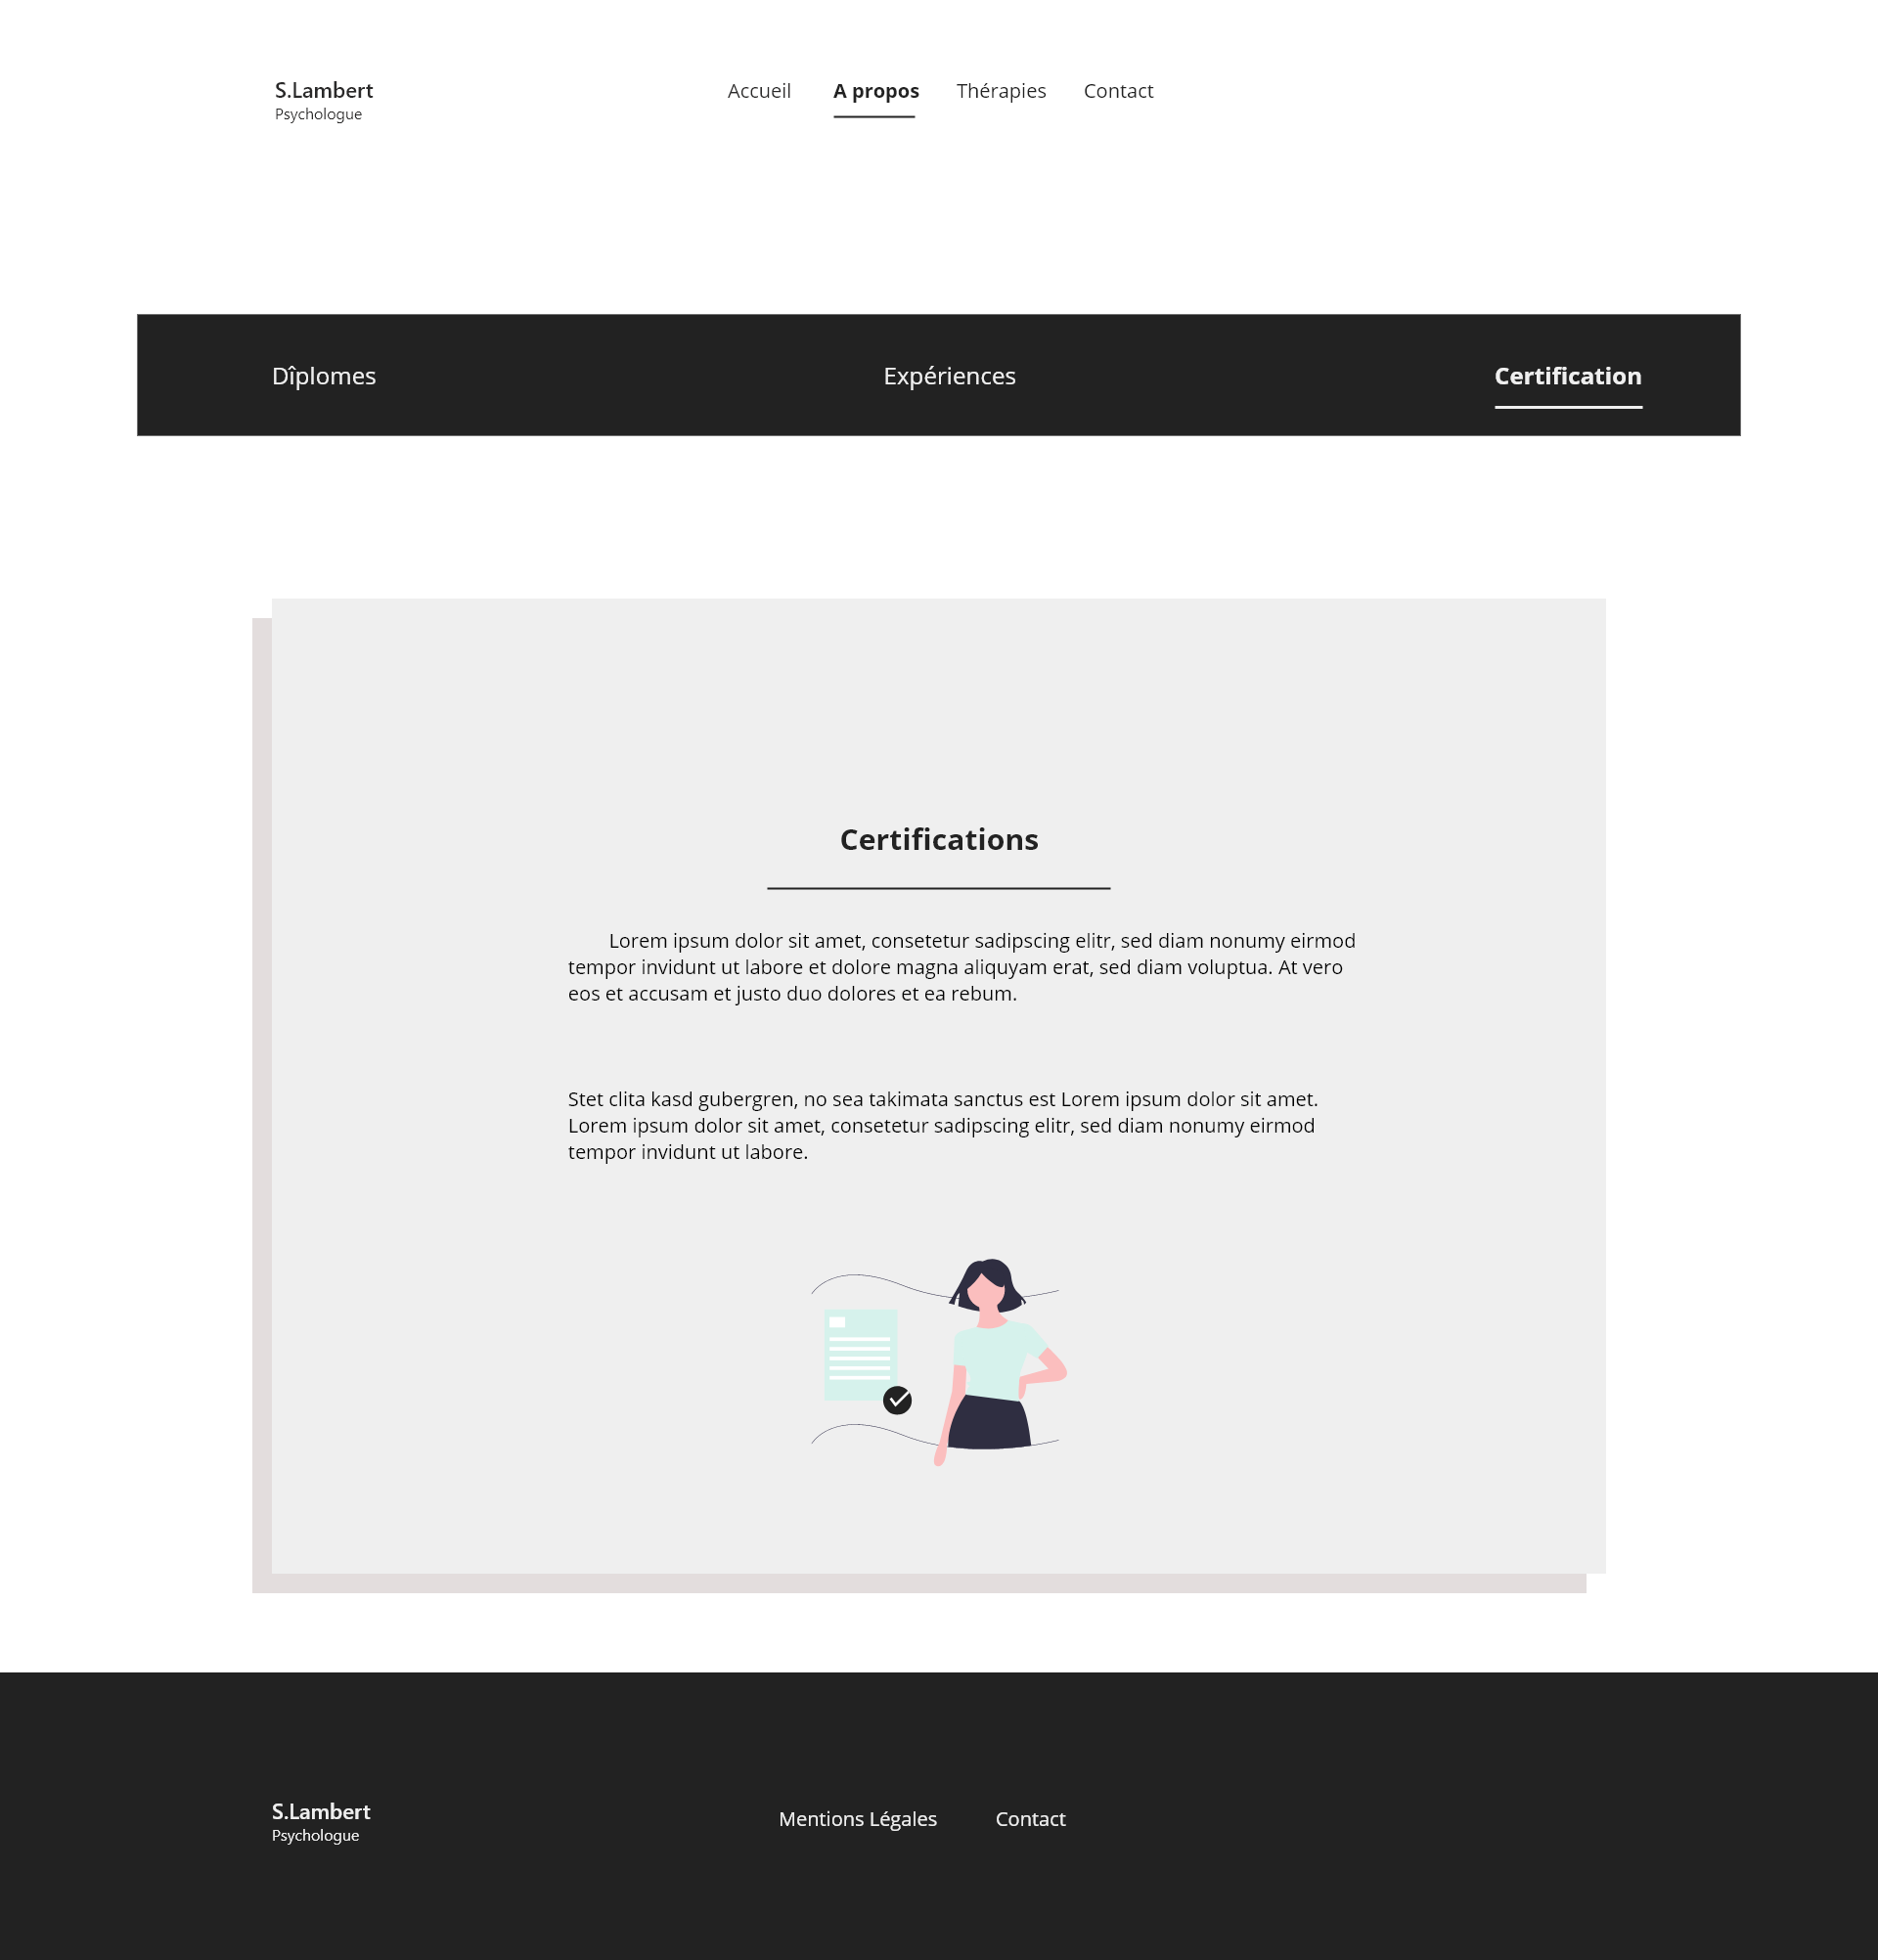 S.Lambert
Psychologue
Accueil
A propos
Thérapies
Contact
Dîplomes
Expériences
Certification
Certifications
Lorem ipsum dolor sit amet, consetetur sadipscing elitr, sed diam nonumy eirmod
tempor invidunt ut labore et dolore magna aliquyam erat, sed diam voluptua. At vero
eos et accusam et justo duo dolores et ea rebum.
Stet clita kasd gubergren, no sea takimata sanctus est Lorem ipsum dolor sit amet.
Lorem ipsum dolor sit amet, consetetur sadipscing elitr, sed diam nonumy eirmod
tempor invidunt ut labore.
S.Lambert
Psychologue
Mentions Légales
Contact